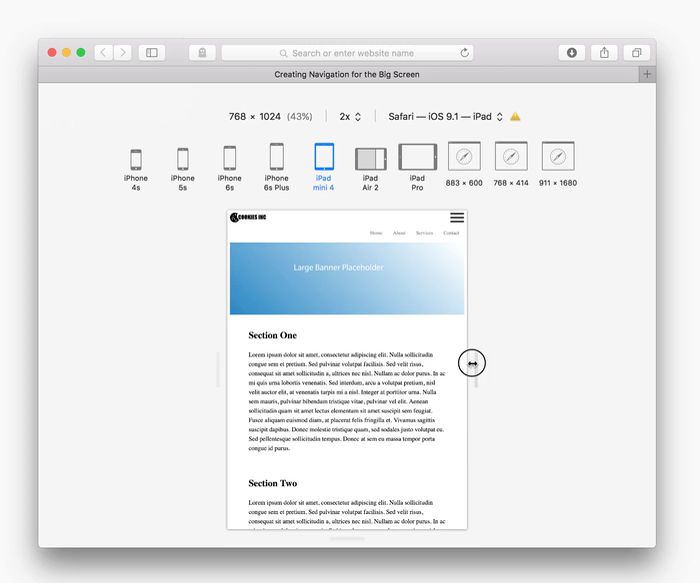 Search or enter website name
Creating Navigation for the Big Screen
768 × 1024 (43%)
2x
Safari — iOS 9.1 — iPad
iPhone 4s
iPhone 5s
iPhone 6s
iPhone 6s Plus
iPad mini 4
iPad Air 2
iPad Pro
883 × 600
768 × 414
911 × 1680
COOKIES INC
Home About Services Contact
Large Banner Placeholder
Section One
Lorem ipsum dolor sit amet, consectetur adipiscing elit. Nulla sollicitudin
congue sem et pretium. Sed pulvinar volutpat facilisis. Sed velit risus,
consequat sit amet sollicitudin a, ultrices nec nisl. Nullam ac dolor purus. In ac
mi quis urna lobortis venenatis. Sed interdum, arcu a volutpat pretium, nisl
velit auctor elit, at venenatis turpis mi a nisl. Integer at porttitor urna. Nulla
sem mauris, pulvinar bibendum tristique vitae, pulvinar vel elit. Aenean
sollicitudin quam sit amet lectus elementum sit amet suscipit sem feugiat.
Fusce aliquam euismod diam, at placerat felis fringilla et. Vivamus sagittis
suscipit dapibus. Donec molestie tristique quam, sed sodales justo volutpat eu.
Sed pellentesque sollicitudin tempus. Donec at sem eu massa tempor porta
congue id purus.
Section Two
Lorem ipsum dolor sit amet, consectetur adipiscing elit. Nulla sollicitudin
congue sem et pretium. Sed pulvinar volutpat facilisis. Sed velit risus,
consequat sit amet sollicitudin a, ultrices nec nisl. Nullam ac dolor purus. In ac